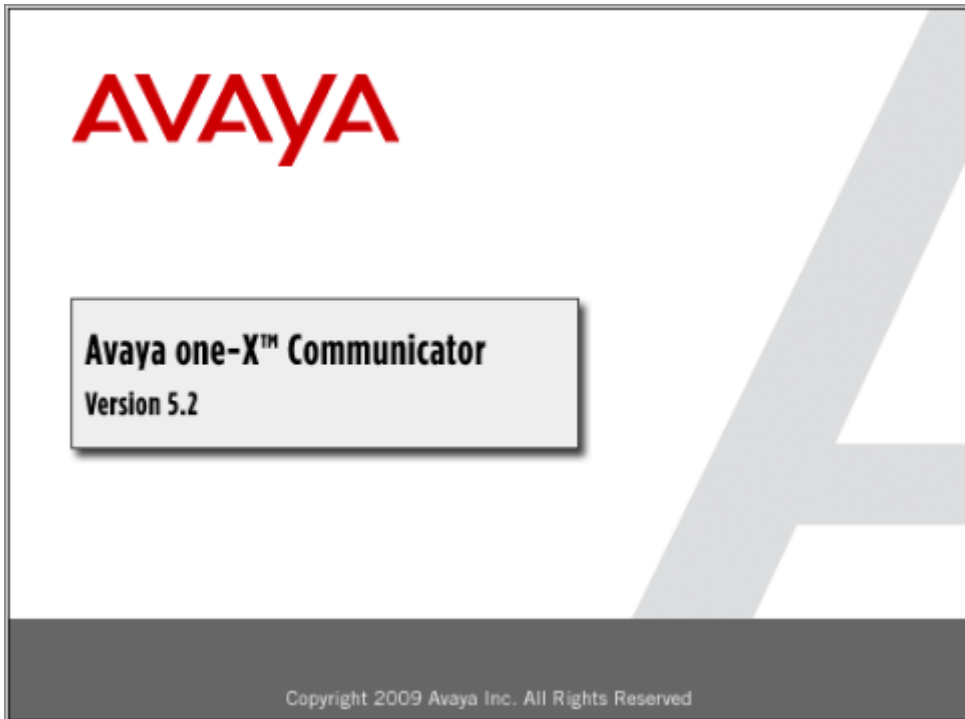 AVAYA
Avaya one-X™ Communicator
Version 5.2
Copyright 2009 Avaya Inc. All Rights Reserved